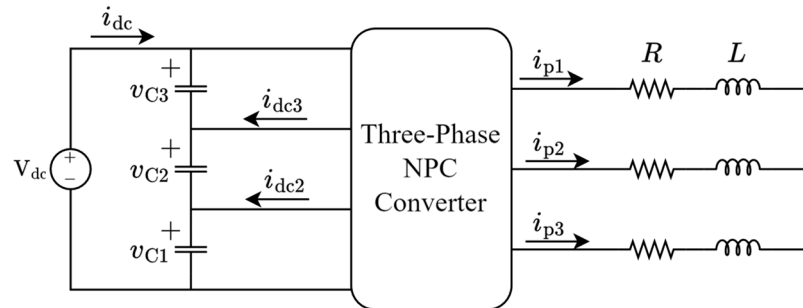 i_dc
R
L
+
v_C3
i_p1
i_dc3
Three-Phase
NPC
Converter
V_dc
+
−
+
v_C2
i_p2
i_dc2
+
v_C1
i_p3